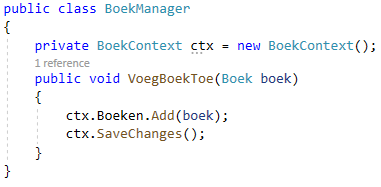 public class BoekManager
{
    private BoekContext ctx = new BoekContext();
    1 reference
    public void VoegBoekToe(Boek boek)
    {
        ctx.Boeken.Add(boek);
        ctx.SaveChanges();
    }
}